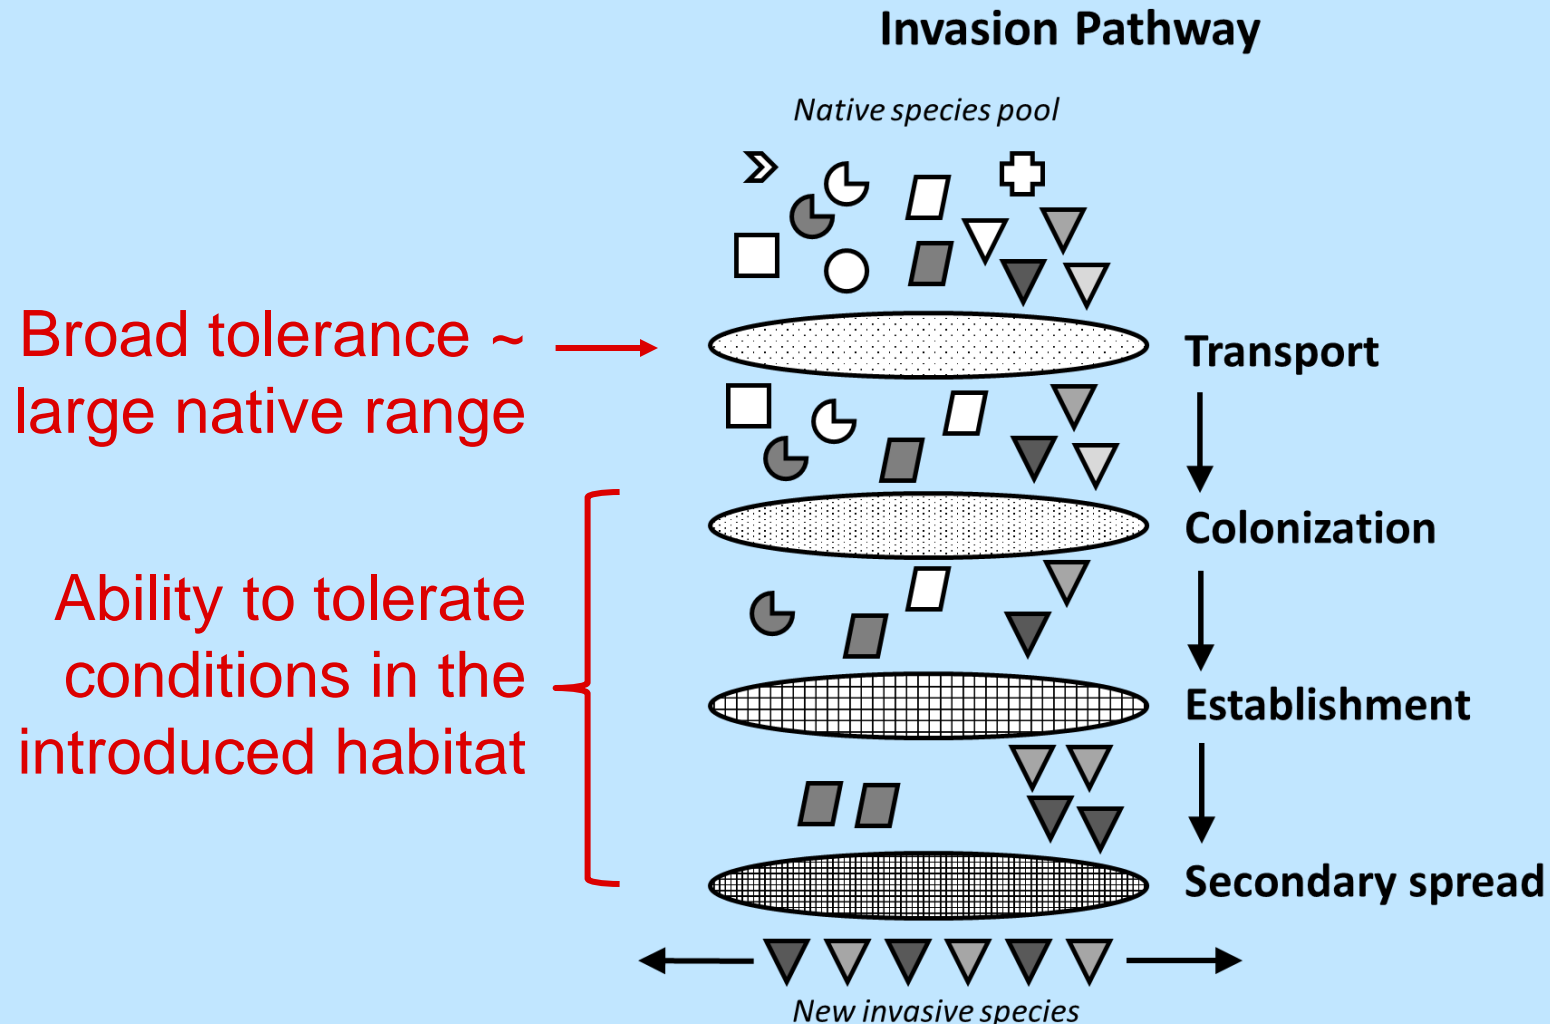 Invasion Pathway
Native species pool
Broad tolerance ~
large native range
Transport
Colonization
Ability to tolerate
conditions in the
introduced habitat
Establishment
Secondary spread
New invasive species